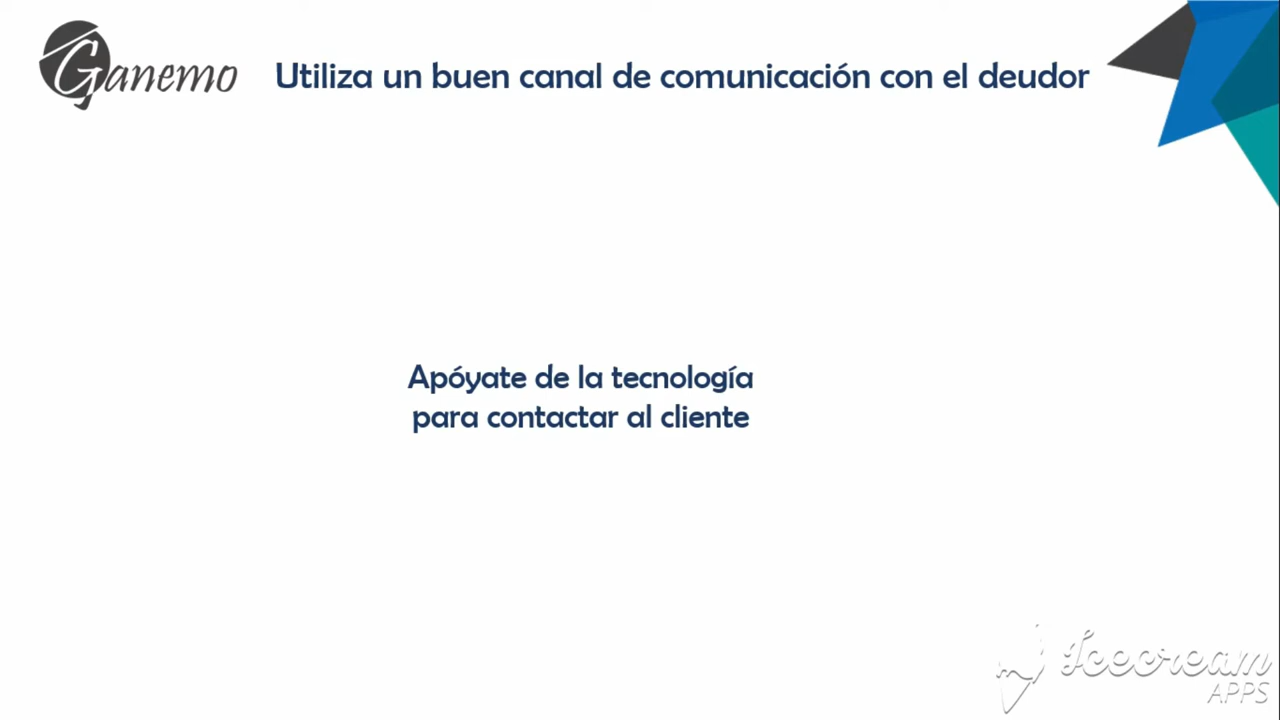 Ganemo
Utiliza un buen canal de comunicación con el deudor
Apóyate de la tecnología
para contactar al cliente
Icecream
APPS